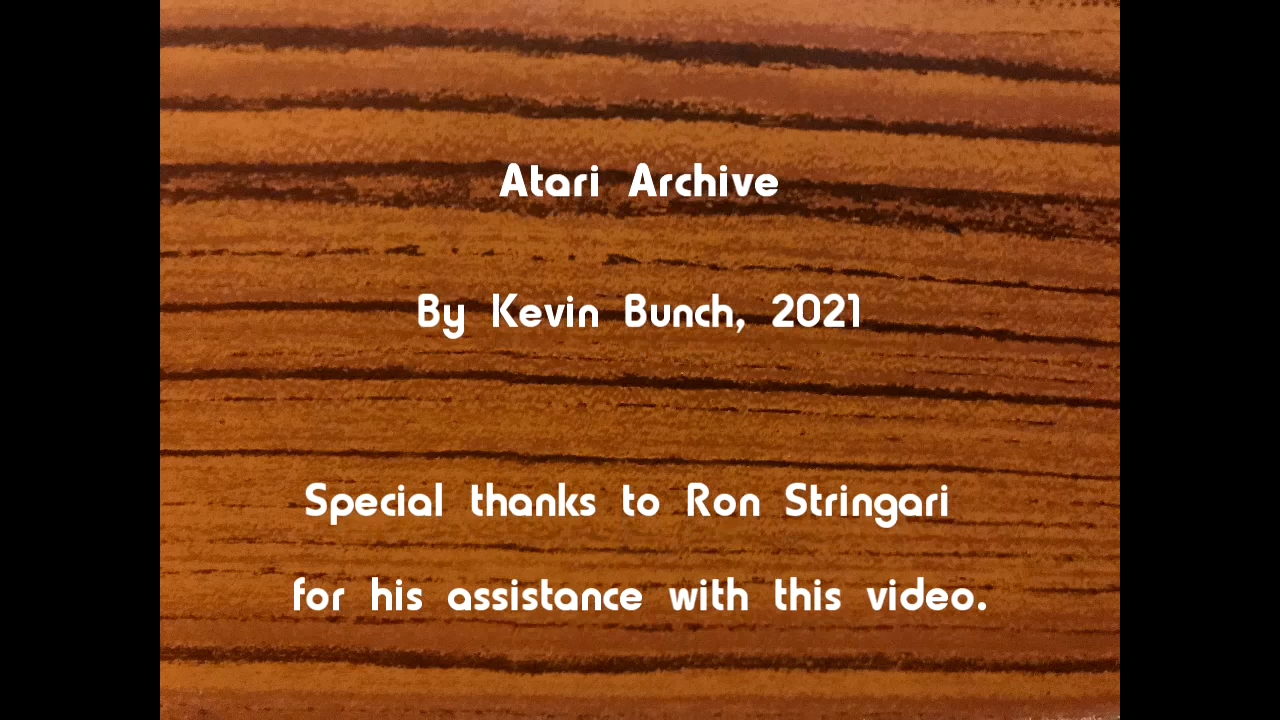 Atari Archive
By Kevin Bunch, 2021
Special thanks to Ron Stringari
for his assistance with this video.